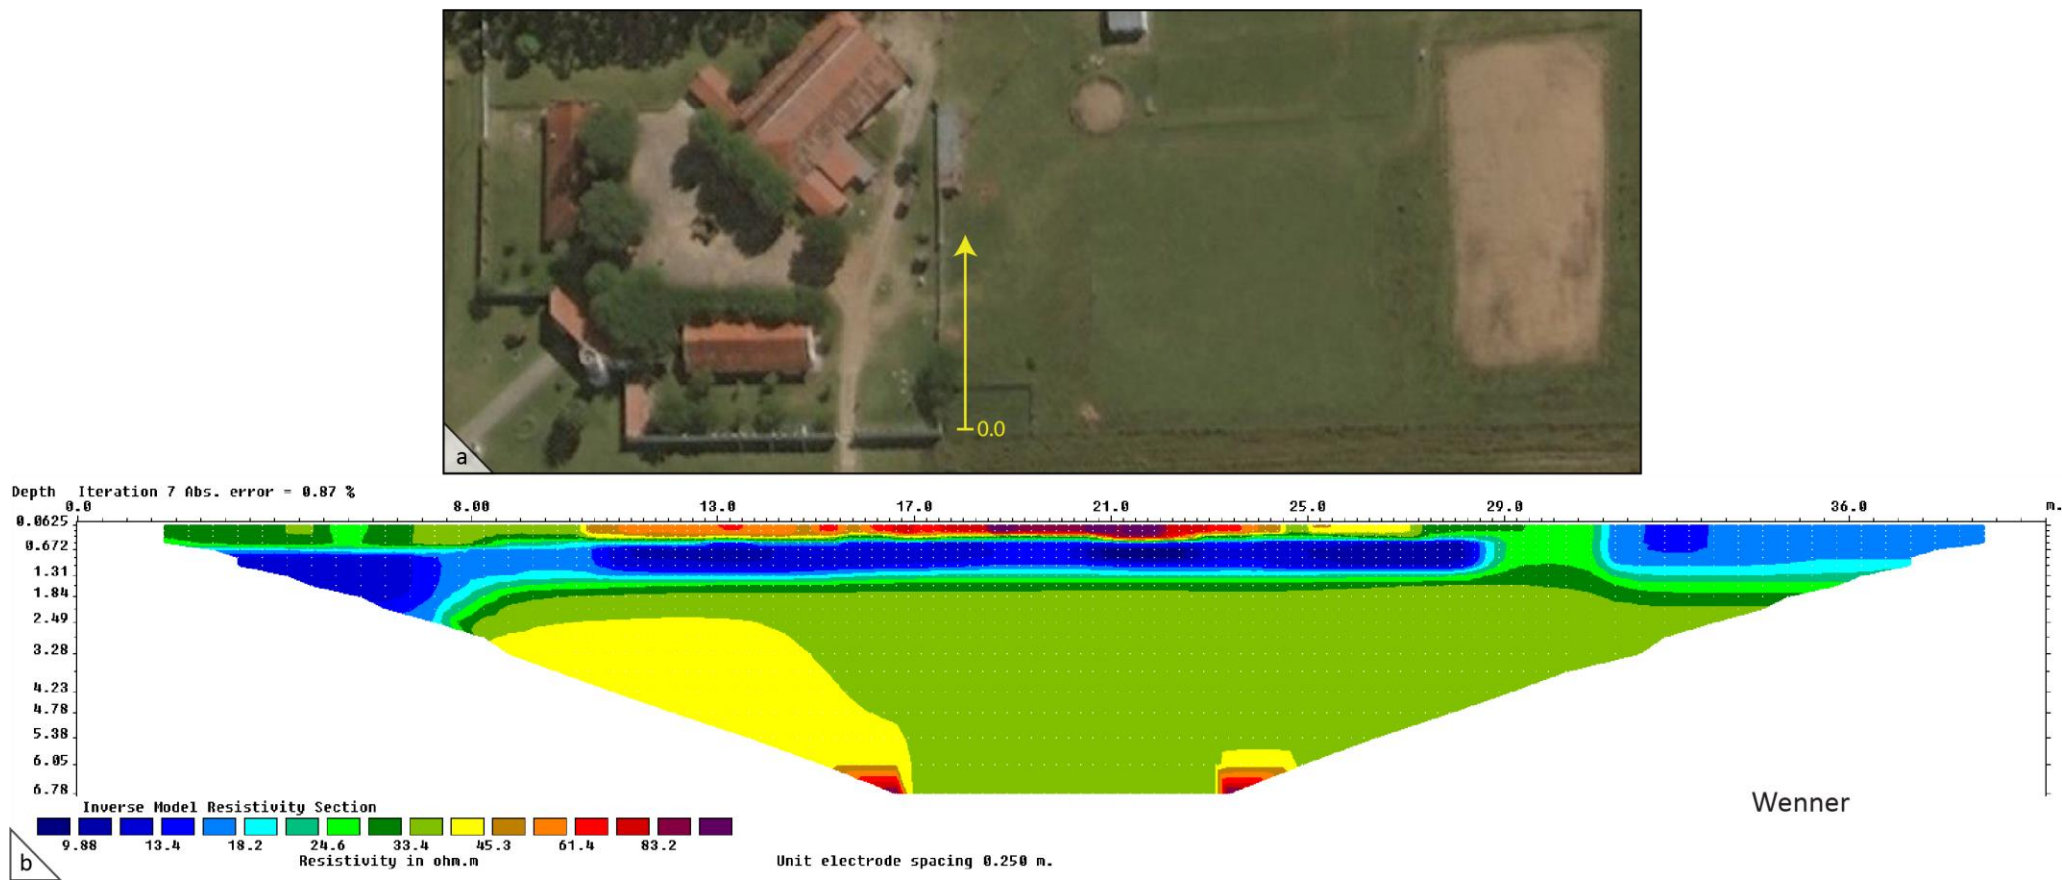 0.0
a
Depth Iteration 7 Abs. error = 0.87 %
0.0 8.00 13.0 17.0 21.0 25.0 29.0 36.0 m.
0.0625
0.672
1.31
1.84
2.49
3.28
4.23
4.78
5.38
6.05
6.78
Wenner
Inverse Model Resistivity Section
9.88 13.4 18.2 24.6 33.4 45.3 61.4 83.2
Resistivity in ohm.m Unit electrode spacing 0.250 m.
b